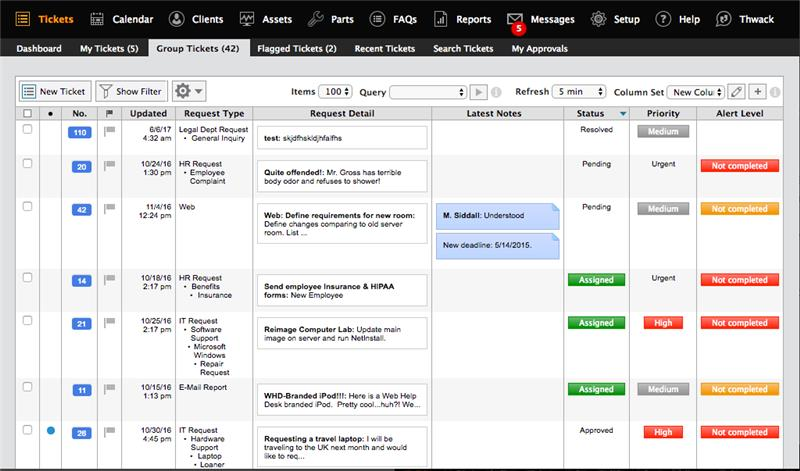 Tickets Calendar Clients Assets Parts FAQs Reports Messages Setup Help Thwack
5
Dashboard My Tickets (5) Group Tickets (42) Flagged Tickets (2) Recent Tickets Search Tickets My Approvals
New Ticket Show Filter Items 100 Query Refresh 5 min Column Set New Colu
No. Updated Request Type Request Detail Latest Notes Status Priority Alert Level
110 6/6/17 Legal Dept Request Resolved Medium
4:32 am • General Inquiry test: skjdfhskldjhfalfhs
20 10/24/16 HR Request Pending Urgent Not completed
1:30 pm • Employee Quite offended!: Mr. Gross has terrible
Complaint body odor and refuses to shower!
42 11/4/16 Web Pending Medium Not completed
12:24 pm Web: Define requirements for new room: M. Siddall: Understood
Define changes comparing to old server
room. List ... New deadline: 5/14/2015.
14 10/18/16 HR Request Assigned Urgent Not completed
2:17 pm • Benefits Send employee Insurance & HIPAA
• Insurance forms: New Employee
21 10/25/16 IT Request Assigned High Not completed
2:17 pm • Software Reimage Computer Lab: Update main
Support image on server and run NetInstall.
• Microsoft
Windows
• Repair
Request
11 10/15/16 E-Mail Report Assigned Medium Not completed
1:13 pm WHD-Branded iPod!!!: Here is a Web Help
Desk branded iPod. Pretty cool...huh?! We...
26 10/30/16 IT Request Approved High Not completed
4:45 pm • Hardware Requesting a travel laptop: I will be
Support traveling to the UK next month and would
• Laptop like to req...
• Loaner